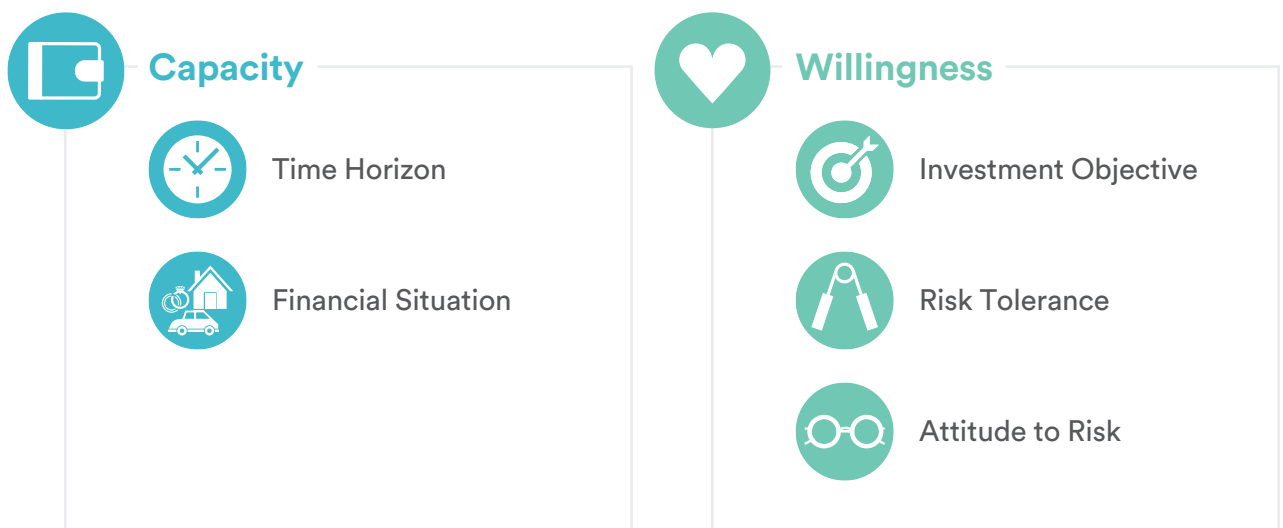 Capacity
Time Horizon
Financial Situation
Willingness
Investment Objective
Risk Tolerance
Attitude to Risk